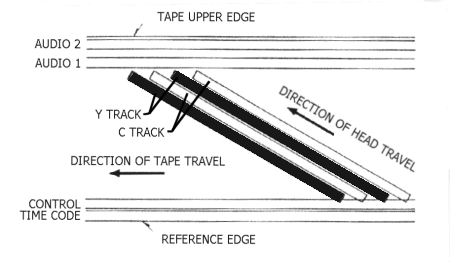 TAPE UPPER EDGE
AUDIO 2
AUDIO 1
DIRECTION OF HEAD TRAVEL
Y TRACK
C TRACK
DIRECTION OF TAPE TRAVEL
CONTROL
TIME CODE
REFERENCE EDGE